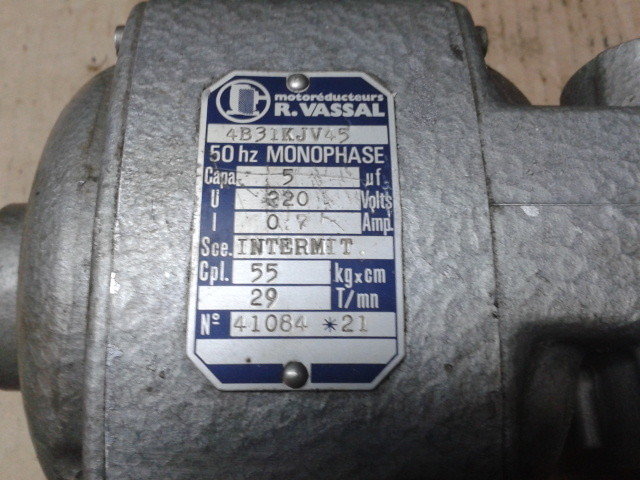 motoréducteurs
R. VASSAL
4B31KJV45
50 hz MONOPHASE
Capa. 5 µf
U 220 Volts
I 0,7 Amp.
Sce. INTERMIT.
Cpl. 55 kg×cm
29 T/mn
Nº 41084 *21